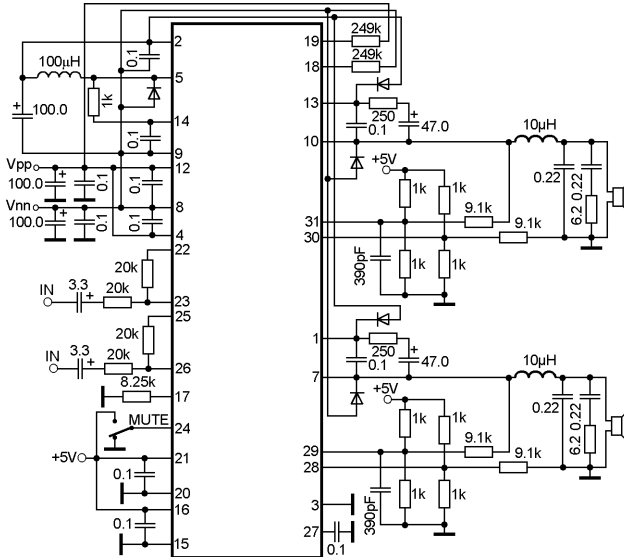 2
0.1
19
249k
249k
18
100µH
5
1k
0.1
14
9
100.0
+
13
250
0.1
+
47.0
10
10µH
0.22
6.2 0.22
+5V
1k
1k
31
9.1k
30
9.1k
390pF
1k
1k
Vpp
12
100.0
+
0.1
0.1
Vnn
8
100.0
+
0.1
0.1
4
22
20k
IN
3.3
+
20k
23
25
20k
IN
3.3
+
20k
26
8.25k
17
MUTE
24
+5V
21
0.1
20
16
0.1
15
1
250
0.1
+
47.0
7
10µH
0.22
6.2 0.22
+5V
1k
1k
29
9.1k
28
9.1k
390pF
1k
1k
3
27
0.1